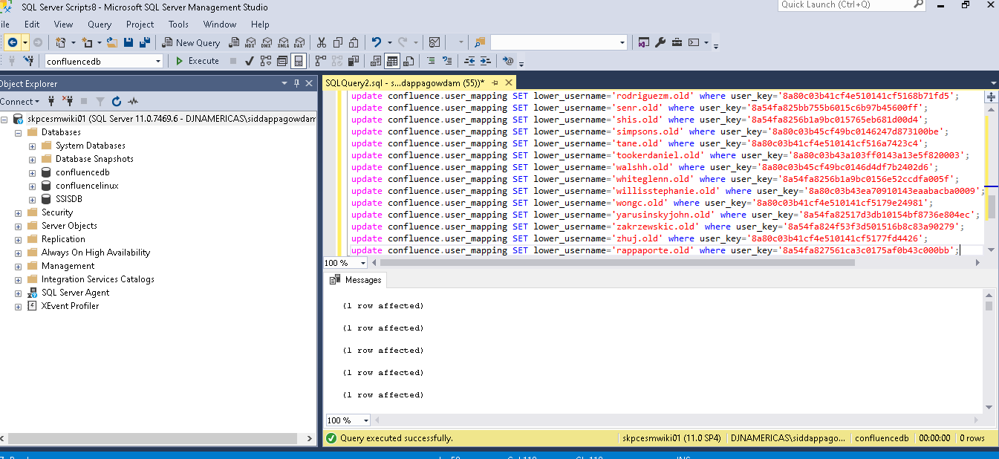 SQL Server Scripts8 - Microsoft SQL Server Management Studio
Quick Launch (Ctrl+Q)
ile Edit View Query Project Tools Window Help
New Query MDX DMX XMLA DAX
confluencedb Execute
Object Explorer
Connect
skpcesmwiki01 (SQL Server 11.0.7469.6 - DJNAMERICAS\siddappagowdam
Databases
System Databases
Database Snapshots
confluencedb
confluencelinux
SSISDB
Security
Server Objects
Replication
Always On High Availability
Management
Integration Services Catalogs
SQL Server Agent
XEvent Profiler
SQLQuery2.sql - s...dappagowdam (55))*
update confluence.user_mapping SET lower_username='rodriguezm.old' where user_key='8a80c03b41cf4e510141cf5168b71fd5';
update confluence.user_mapping SET lower_username='senr.old' where user_key='8a54fa825bb755b6015c6b97b45600ff';
update confluence.user_mapping SET lower_username='shis.old' where user_key='8a54fa8256b1a9bc015765eb681d00d4';
update confluence.user_mapping SET lower_username='simpsons.old' where user_key='8a80c03b45cf49bc0146247d873100be';
update confluence.user_mapping SET lower_username='tane.old' where user_key='8a80c03b41cf4e510141cf516a7423c4';
update confluence.user_mapping SET lower_username='tookerdaniel.old' where user_key='8a80c03b43a103ff0143a13e5f820003';
update confluence.user_mapping SET lower_username='walshh.old' where user_key='8a80c03b45cf49bc0146d4df7b2402d6';
update confluence.user_mapping SET lower_username='whiteglenn.old' where user_key='8a54fa8256b1a9bc0156e52ccdfa005f';
update confluence.user_mapping SET lower_username='willisstephanie.old' where user_key='8a80c03b43ea70910143eaabacba0009';
update confluence.user_mapping SET lower_username='wongc.old' where user_key='8a80c03b41cf4e510141cf5179e24981';
update confluence.user_mapping SET lower_username='yarusinskyjohn.old' where user_key='8a54fa82517d3db10154bf8736e804ec';
update confluence.user_mapping SET lower_username='zakrzewskic.old' where user_key='8a54fa824f53f3d501516b8c83a90279';
update confluence.user_mapping SET lower_username='zhuj.old' where user_key='8a80c03b41cf4e510141cf5177fd4426';
update confluence.user_mapping SET lower_username='rappaporte.old' where user_key='8a54fa827561ca3c0175af0b43c000bb';
100 %
Messages
(1 row affected)
(1 row affected)
(1 row affected)
(1 row affected)
(1 row affected)
100 %
Query executed successfully. skpcesmwiki01 (11.0 SP4) DJNAMERICAS\siddappago... confluencedb 00:00:00 0 rows